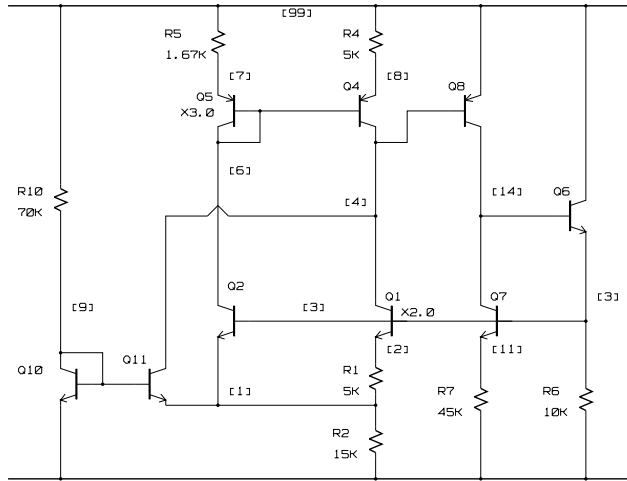 [99]
R5
1.67K
R4
5K
[7]
[8]
Q5
X3.0
Q4
Q8
[6]
R10
70K
[4]
[14]
Q6
Q2
[3]
Q1
X2.0
Q7
[3]
[9]
Q10
Q11
[2]
[11]
[1]
R1
5K
R7
45K
R6
10K
R2
15K